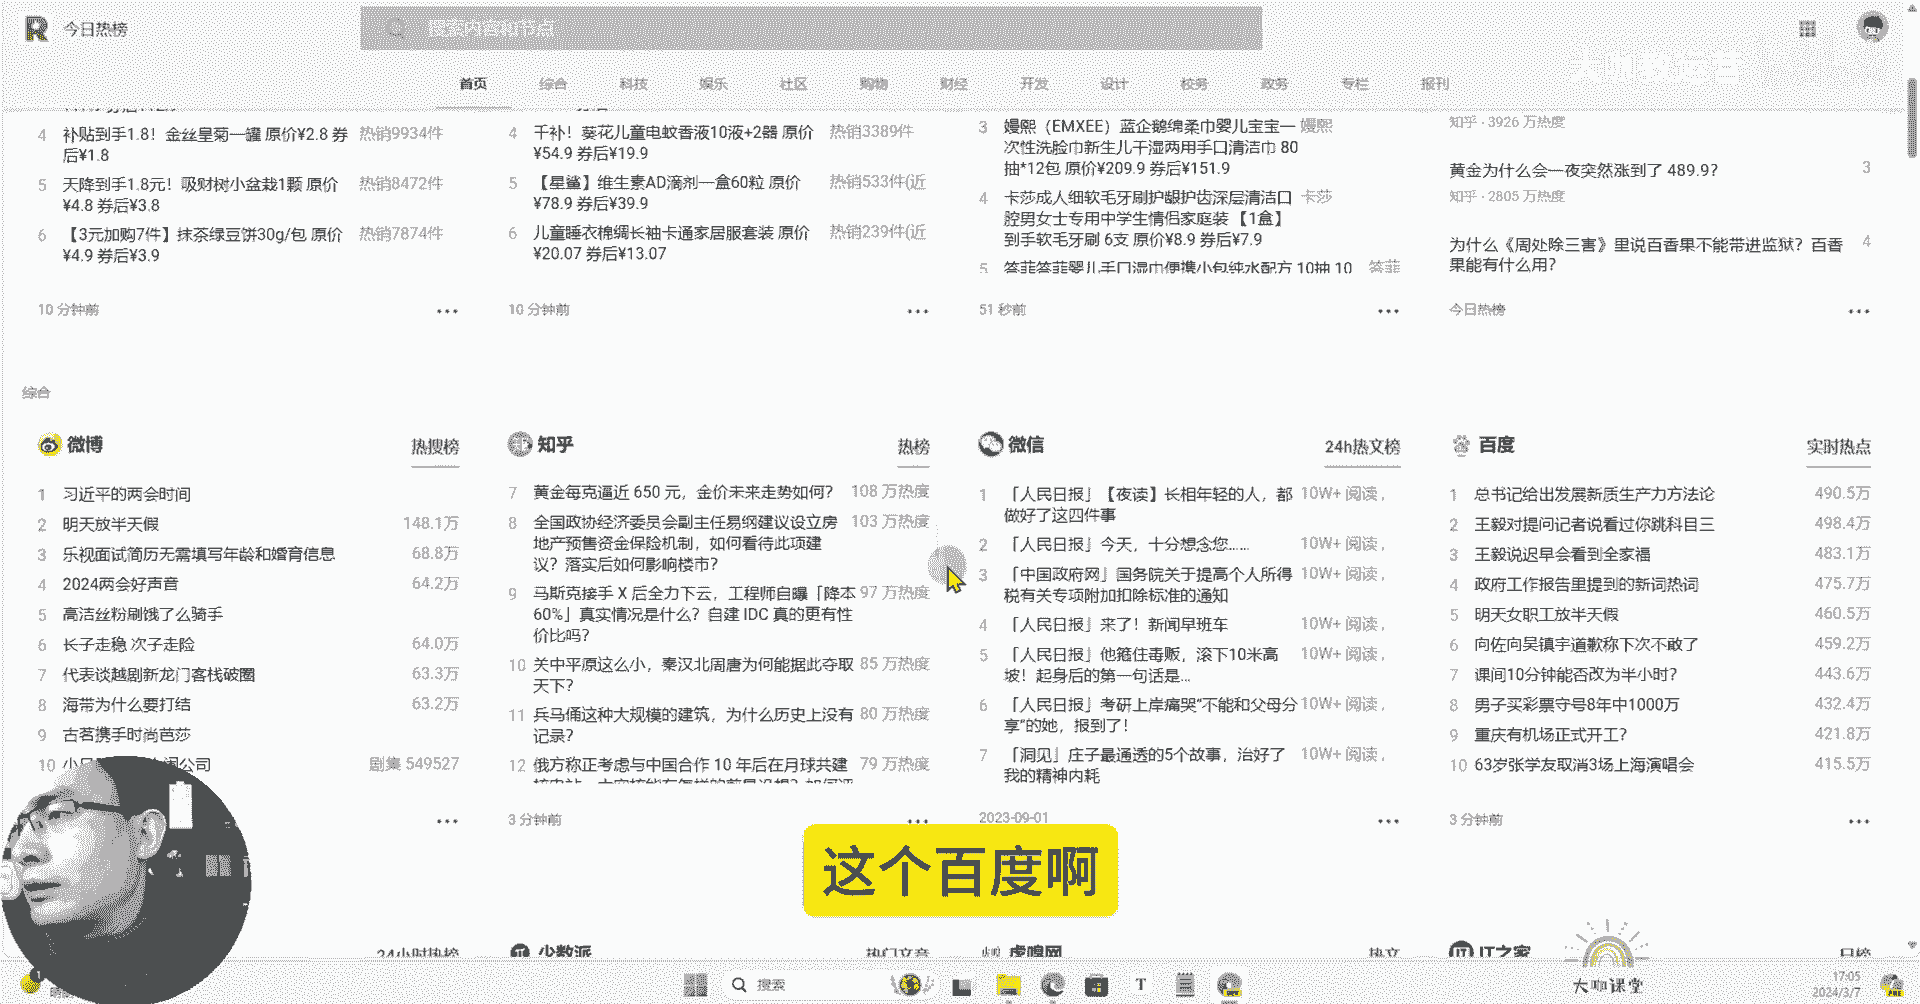 今日热榜
搜索内容和节点
首页 综合 科技 娱乐 社区 购物 财经 开发 设计 校务 政务 专栏 报刊
4 补贴到手1.8！金丝皇菊一罐 原价¥2.8 券后¥1.8 热销9934件
5 天降到手1.8元！吸财树小盆栽1颗 原价¥4.8 券后¥3.8 热销8472件
6 【3元加购7件】抹茶绿豆饼30g/包 原价¥4.9 券后¥3.9 热销7874件
10 分钟前
4 千补！葵花儿童电蚊香液10液+2器 原价¥54.9 券后¥19.9 热销3389件
5 【星鲨】维生素AD滴剂一盒60粒 原价¥78.9 券后¥39.9 热销533件(近
6 儿童睡衣棉绸长袖卡通家居服套装 原价¥20.07 券后¥13.07 热销239件(近
10 分钟前
3 嫚熙（EMXEE）蓝企鹅绵柔巾婴儿宝宝一次性洗脸巾新生儿干湿两用手口清洁巾 80抽*12包 原价¥209.9 券后¥151.9 嫚熙
4 卡莎成人细软毛牙刷护龈护齿深层清洁口腔男女士专用中学生情侣家庭装 【1盒】到手软毛牙刷 6支 原价¥8.9 券后¥7.9 卡莎
5 答菲答菲婴儿手口湿巾便携小包纯水配方 10抽 10 答菲
51 秒前
知乎 · 3926 万热度
黄金为什么会一夜突然涨到了 489.9？ 3
知乎 · 2805 万热度
为什么《周处除三害》里说百香果不能带进监狱？百香果能有什么用？ 4
今日热榜
综合
微博 热搜榜
1 习近平的两会时间
2 明天放半天假 148.1万
3 乐视面试简历无需填写年龄和婚育信息 68.8万
4 2024两会好声音 64.2万
5 高洁丝粉刷饿了么骑手
6 长子走稳 次子走险 64.0万
7 代表谈越剧新龙门客栈破圈 63.3万
8 海带为什么要打结 63.2万
9 古茗携手时尚芭莎
10 公司 剧集 549527
知乎 热榜
7 黄金每克逼近 650 元，金价未来走势如何？ 108 万热度
8 全国政协经济委员会副主任易纲建议设立房地产预售资金保险机制，如何看待此项建议？落实后如何影响楼市？ 103 万热度
9 马斯克接手 X 后全力下云，工程师自曝「降本 60%」真实情况是什么？自建 IDC 真的更有性价比吗？ 97 万热度
10 关中平原这么小，秦汉北周唐为何能据此夺取天下？ 85 万热度
11 兵马俑这种大规模的建筑，为什么历史上没有记录？ 80 万热度
12 俄方称正考虑与中国合作 10 年后在月球共建 79 万热度
3 分钟前
微信 24h热文榜
1 「人民日报」【夜读】长相年轻的人，都做好了这四件事 10W+ 阅读，
2 「人民日报」今天，十分想念您…… 10W+ 阅读，
3 「中国政府网」国务院关于提高个人所得税有关专项附加扣除标准的通知 10W+ 阅读，
4 「人民日报」来了！新闻早班车 10W+ 阅读，
5 「人民日报」他箍住毒贩，滚下10米高坡！起身后的第一句话是… 10W+ 阅读，
6 「人民日报」考研上岸痛哭“不能和父母分享”的她，报到了！ 10W+ 阅读，
7 「洞见」庄子最通透的5个故事，治好了我的精神内耗 10W+ 阅读，
2023-09-01
百度 实时热点
1 总书记给出发展新质生产力方法论 490.5万
2 王毅对提问记者说看过你跳科目三 498.4万
3 王毅说迟早会看到全家福 483.1万
4 政府工作报告里提到的新词热词 475.7万
5 明天女职工放半天假 460.5万
6 向佐向吴镇宇道歉称下次不敢了 459.2万
7 课间10分钟能否改为半小时？ 443.6万
8 男子买彩票守号8年中1000万 432.4万
9 重庆有机场正式开工？ 421.8万
10 63岁张学友取消3场上海演唱会 415.5万
3 分钟前
这个百度啊
24小时热榜
少数派 热门文章
虎嗅网 热文
IT之家 日榜
大咖课堂
搜索
17:05
2024/3/7